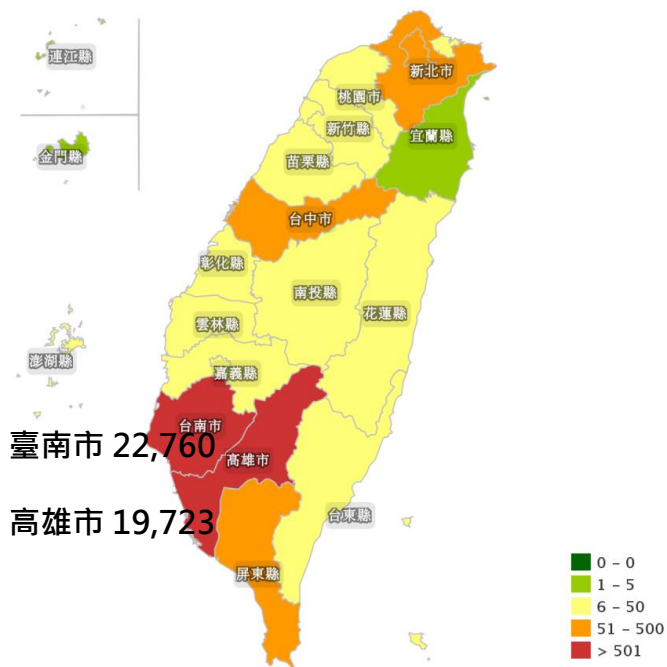 連江縣
新北市
桃園市
新竹縣
宜蘭縣
金門縣
苗栗縣
台中市
彰化縣
南投縣
花蓮縣
雲林縣
澎湖縣
嘉義縣
台南市
臺南市 22,760
高雄市
高雄市 19,723
台東縣
屏東縣
0 – 0
1 – 5
6 – 50
51 – 500
> 501